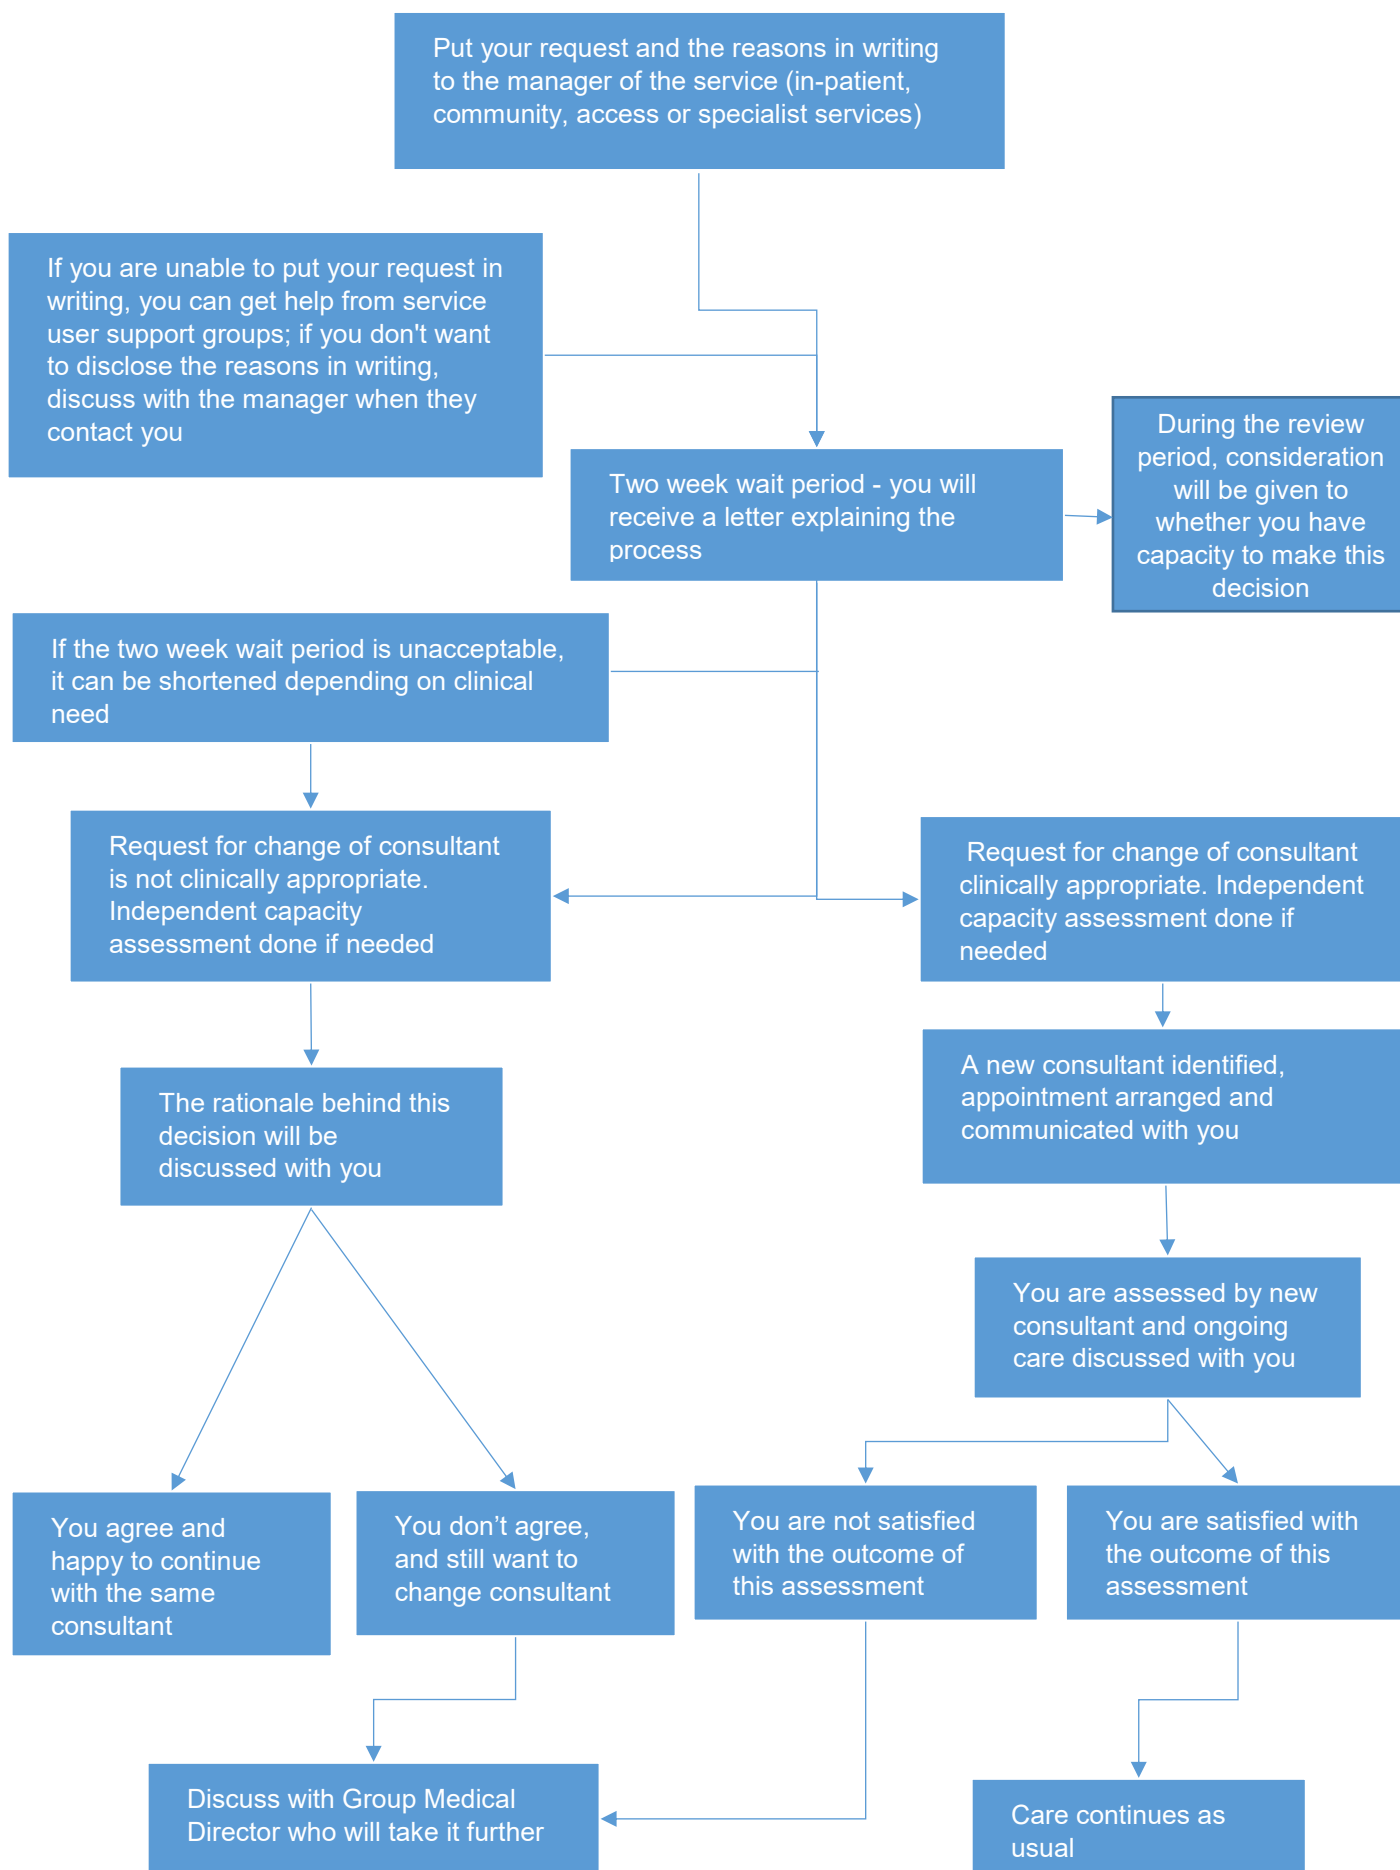 Put your request and the reasons in writing
to the manager of the service (in-patient,
community, access or specialist services)
If you are unable to put your request in
writing, you can get help from service
user support groups; if you don't want
to disclose the reasons in writing,
discuss with the manager when they
contact you
During the review
period, consideration
will be given to
whether you have
capacity to make this
decision
Two week wait period - you will
receive a letter explaining the
process
If the two week wait period is unacceptable,
it can be shortened depending on clinical
need
Request for change of consultant
is not clinically appropriate.
Independent capacity
assessment done if needed
Request for change of consultant
clinically appropriate. Independent
capacity assessment done if
needed
The rationale behind this
decision will be
discussed with you
A new consultant identified,
appointment arranged and
communicated with you
You are assessed by new
consultant and ongoing
care discussed with you
You agree and
happy to continue
with the same
consultant
You don’t agree,
and still want to
change consultant
You are not satisfied
with the outcome of
this assessment
You are satisfied with
the outcome of this
assessment
Discuss with Group Medical
Director who will take it further
Care continues as
usual